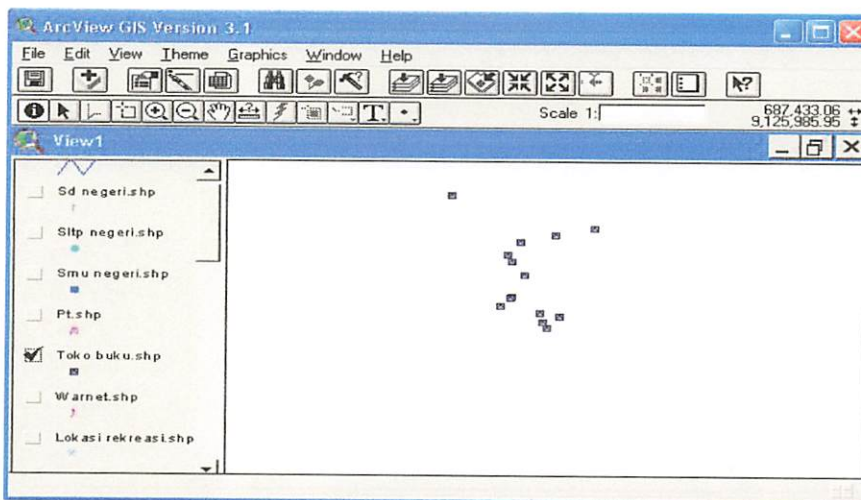 ArcView GIS Version 3.1
File Edit View Theme Graphics Window Help
Scale 1:
687,433.06
9,125,985.95
View1
Sd negeri.shp
Sltp negeri.shp
Smu negeri.shp
Pt.shp
Toko buku.shp
Warnet.shp
Lokasi rekreasi.shp